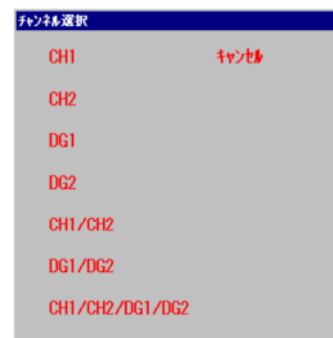 ﾁｬﾝﾈﾙ選択
CH1 ｷｬﾝｾﾙ
CH2
DG1
DG2
CH1/CH2
DG1/DG2
CH1/CH2/DG1/DG2